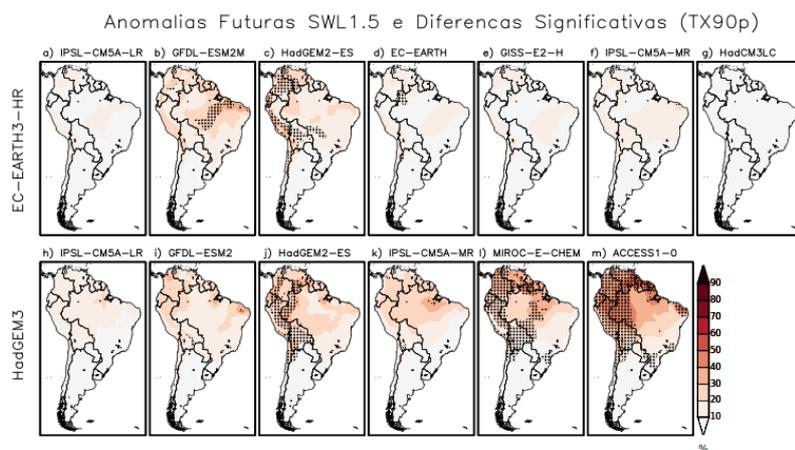 Anomalias Futuras SWL1.5 e Diferencas Significativas (TX90p)
a) IPSL-CM5A-LR b) GFDL-ESM2M c) HadGEM2-ES d) EC-EARTH e) GISS-E2-H f) IPSL-CM5A-MR g) HadCM3LC
EC-EARTH3-HR
h) IPSL-CM5A-LR i) GFDL-ESM2 j) HadGEM2-ES k) IPSL-CM5A-MR l) MIROC-E-CHEM m) ACCESS1-0
HadGEM3
90
80
70
60
50
40
30
20
10
%